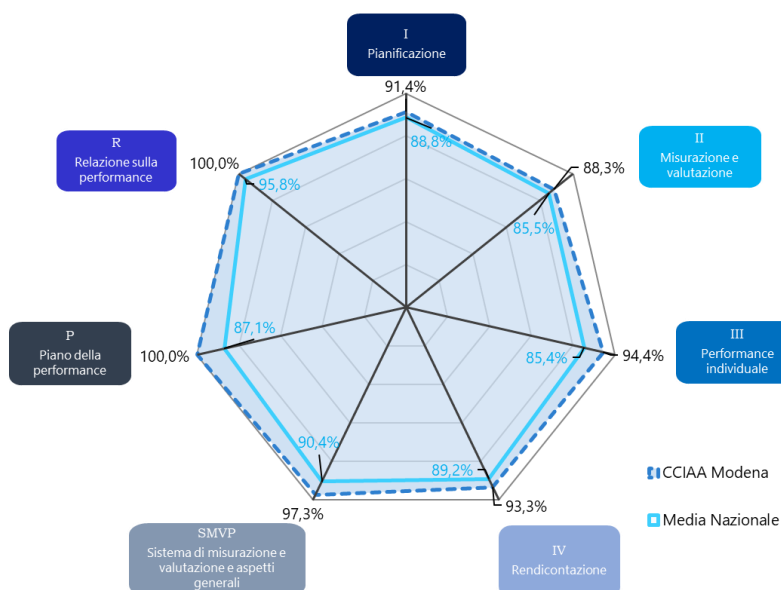 I
Pianificazione
91,4%
88,8%
R
Relazione sulla
performance
100,0%
95,8%
II
Misurazione e
valutazione
88,3%
85,5%
P
Piano della
performance
100,0%
87,1%
III
Performance
individuale
94,4%
85,4%
90,4%
97,3%
89,2%
93,3%
SMVP
Sistema di misurazione e
valutazione e aspetti
generali
IV
Rendicontazione
CCIAA Modena
Media Nazionale